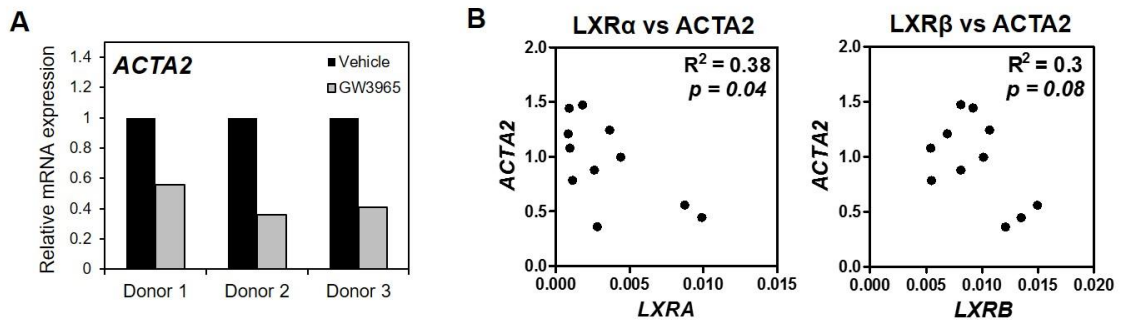 A
ACTA2
Vehicle
GW3965
Relative mRNA expression
1.4
1.2
1
0.8
0.6
0.4
0.2
0
Donor 1
Donor 2
Donor 3
B
LXRα vs ACTA2
R² = 0.38
p = 0.04
ACTA2
2.0
1.5
1.0
0.5
0.0
0.000
0.005
0.010
0.015
LXRA
LXRβ vs ACTA2
R² = 0.3
p = 0.08
ACTA2
2.0
1.5
1.0
0.5
0.0
0.000
0.005
0.010
0.015
0.020
LXRB